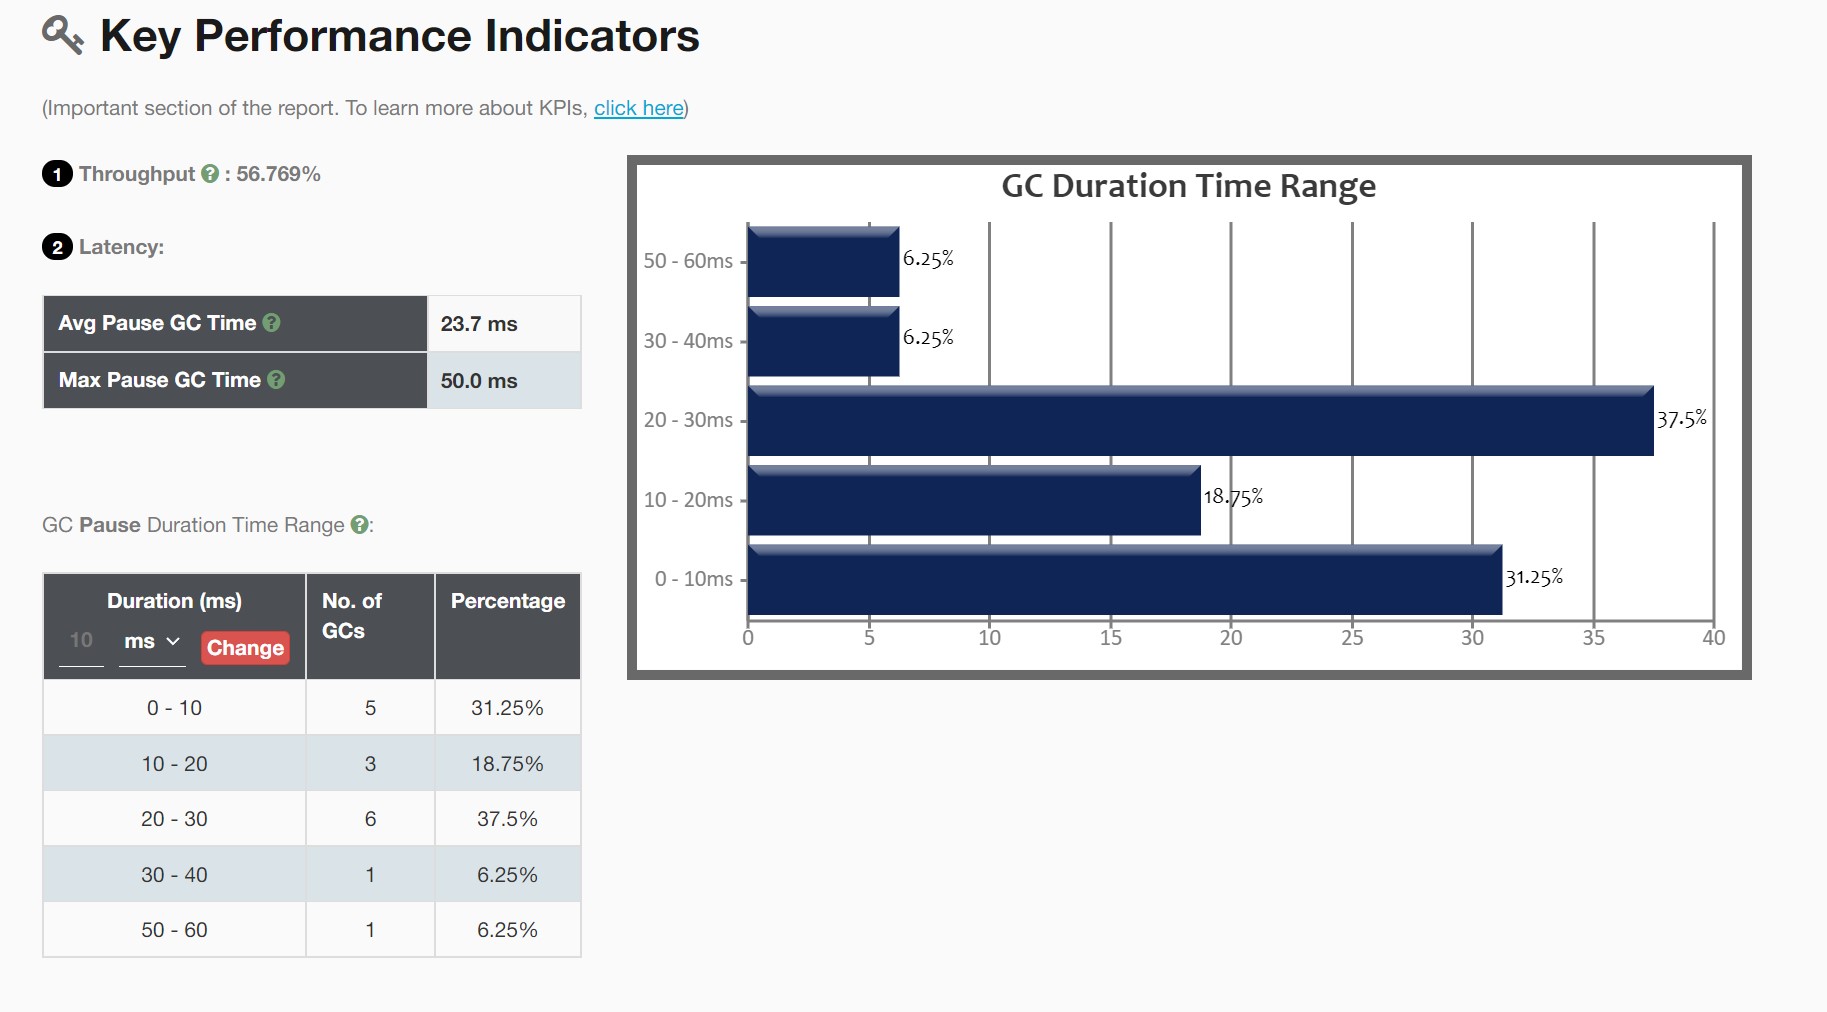 Key Performance Indicators
(Important section of the report. To learn more about KPIs, click here)
1 Throughput ? : 56.769%
2 Latency:
Avg Pause GC Time ? 23.7 ms
Max Pause GC Time ? 50.0 ms
GC Pause Duration Time Range ?:
Duration (ms) No. of GCs Percentage
10 ms Change
0 - 10 5 31.25%
10 - 20 3 18.75%
20 - 30 6 37.5%
30 - 40 1 6.25%
50 - 60 1 6.25%
GC Duration Time Range
50 - 60ms 6.25%
30 - 40ms 6.25%
20 - 30ms 37.5%
10 - 20ms 18.75%
0 - 10ms 31.25%
0 5 10 15 20 25 30 35 40